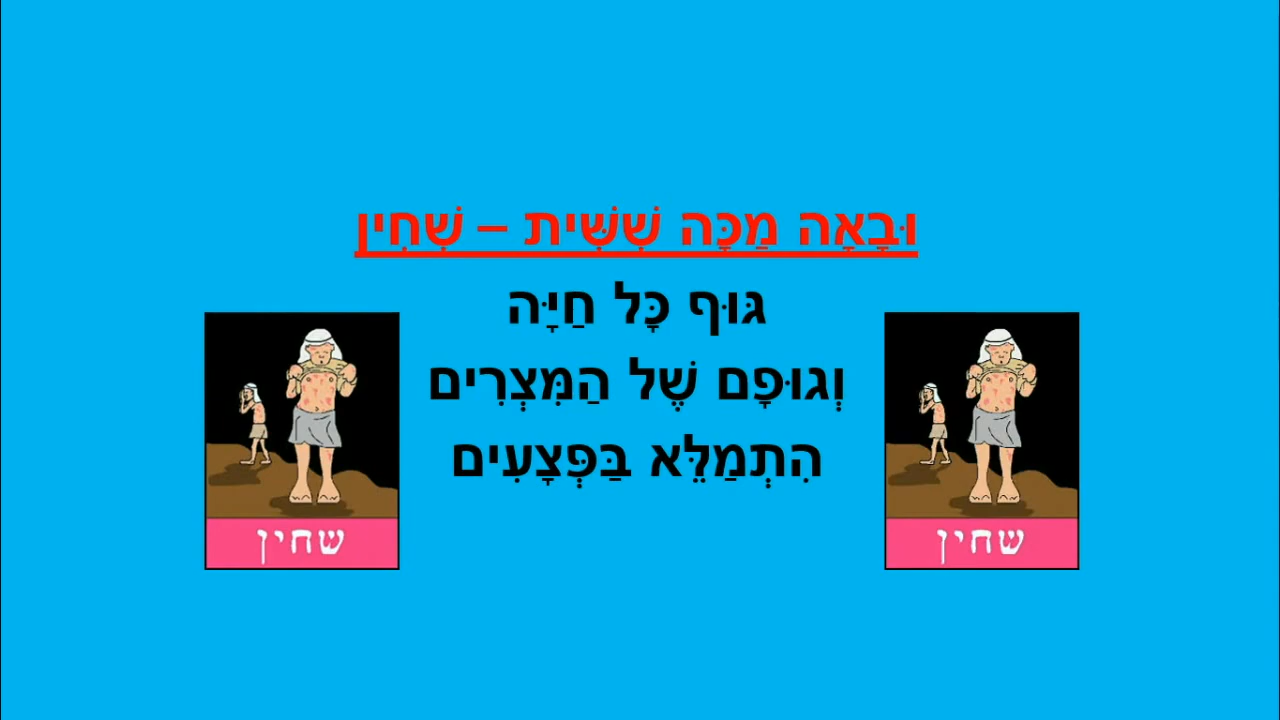 וּבָאָה מַכָּה שִׁשִּׁית – שְׁחִין
גּוּף כָּל חַיָּה
וְגוּפָם שֶׁל הַמִּצְרִים
הִתְמַלֵּא בַּפְּצָעִים
שחין
שחין